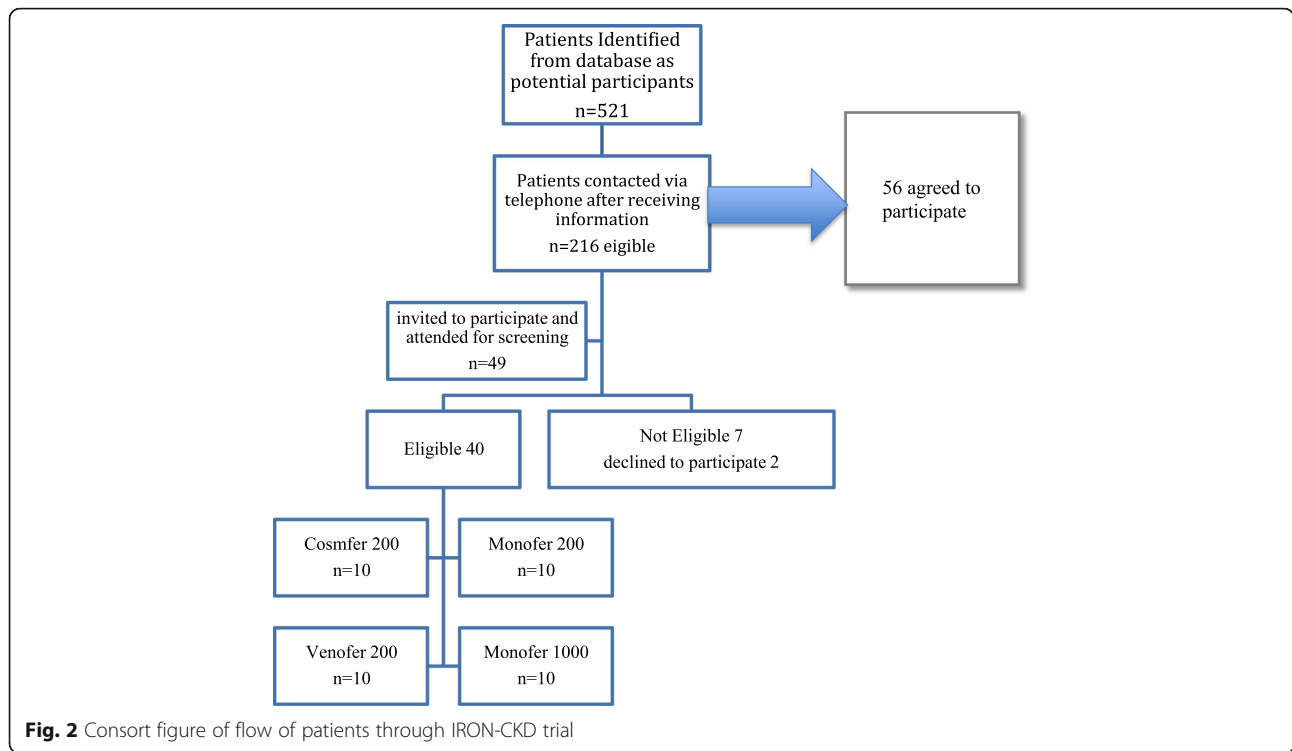 Patients Identified
from database as
potential participants
n=521
Patients contacted via
telephone after receiving
information
n=216 eigible
56 agreed to
participate
invited to participate and
attended for screening
n=49
Eligible 40
Not Eligible 7
declined to participate 2
Cosmfer 200
n=10
Monofer 200
n=10
Venofer 200
n=10
Monofer 1000
n=10
Fig. 2 Consort figure of flow of patients through IRON-CKD trial